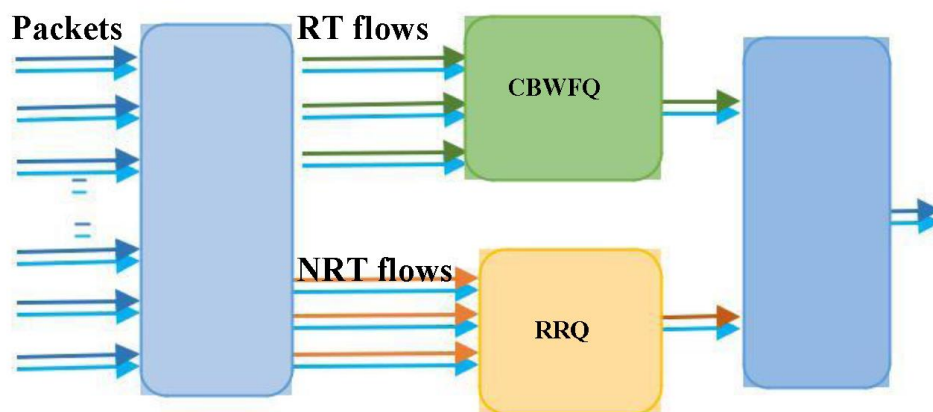 Packets
RT flows
CBWFQ
NRT flows
RRQ